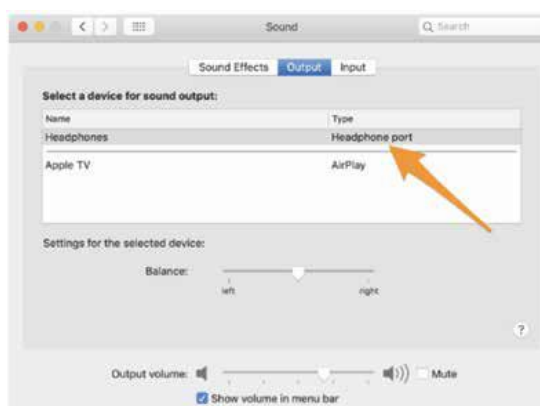 Sound
Search
Sound Effects Output Input
Select a device for sound output:
Name Type
Headphones Headphone port
Apple TV AirPlay
Settings for the selected device:
Balance:
left right
?
Output volume: Mute
Show volume in menu bar